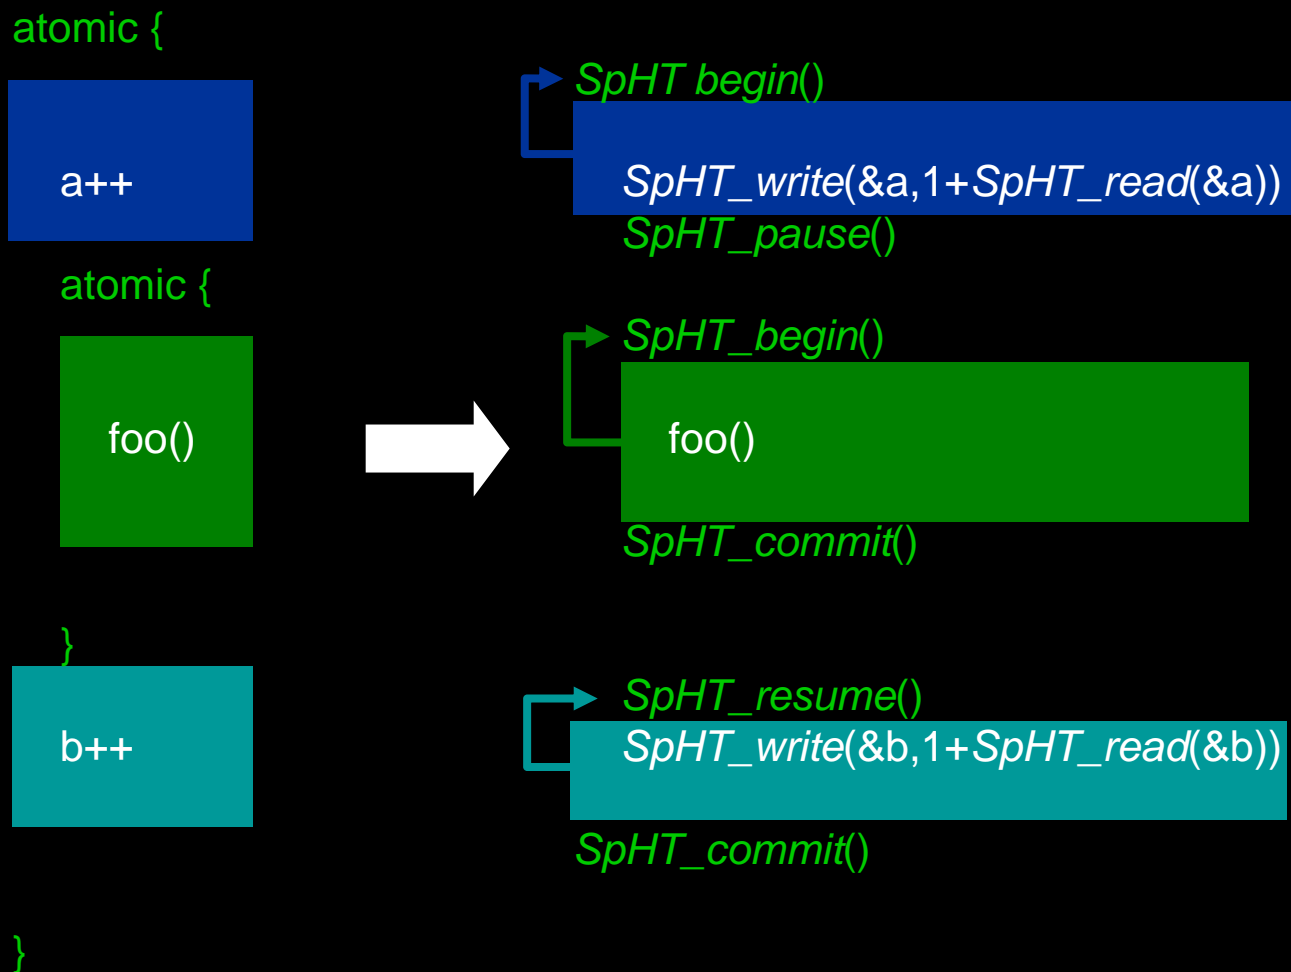 atomic {
a++
atomic {
foo()
}
b++
}
SpHT begin()
SpHT_write(&a,1+SpHT_read(&a))
SpHT_pause()
SpHT_begin()
foo()
SpHT_commit()
SpHT_resume()
SpHT_write(&b,1+SpHT_read(&b))
SpHT_commit()